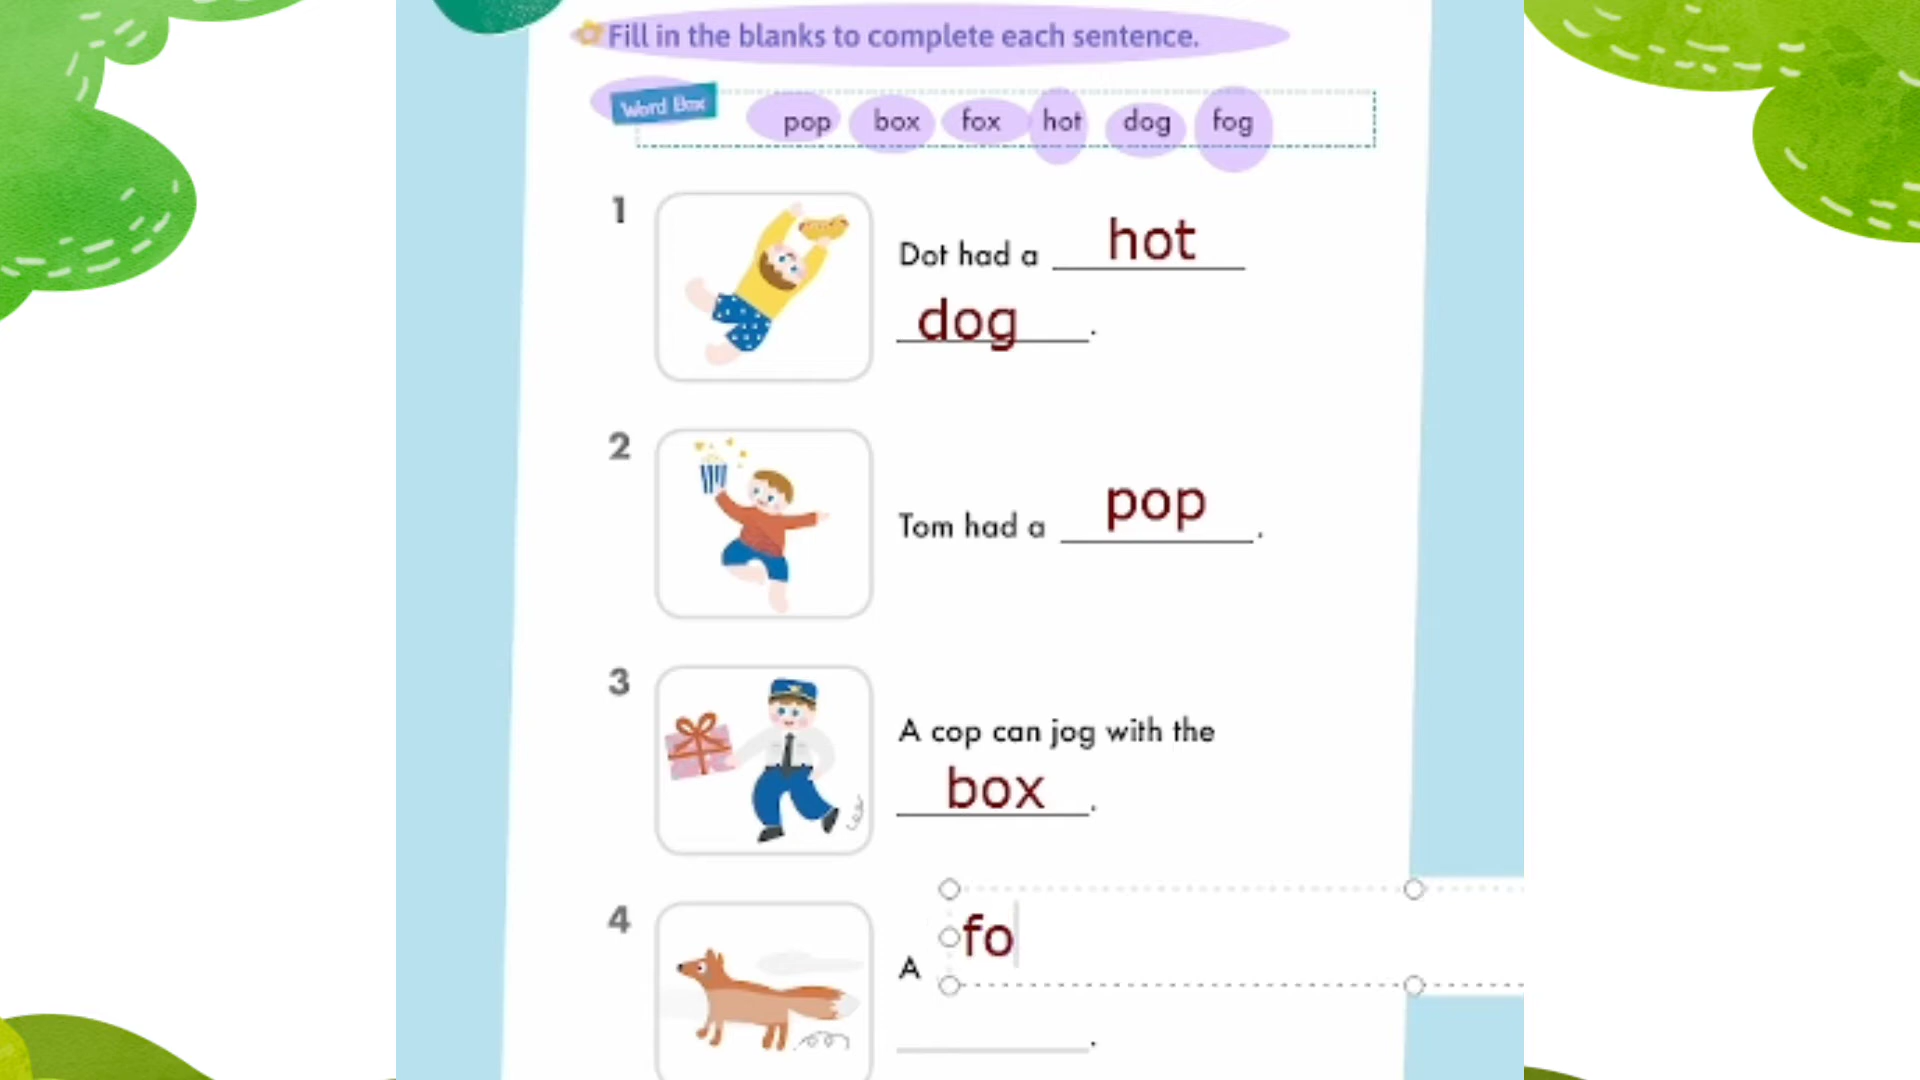 Fill in the blanks to complete each sentence.
Word Box pop box fox hot dog fog
1 Dot had a hot
dog.
2 Tom had a pop.
3 A cop can jog with the
box.
4 A fo
.